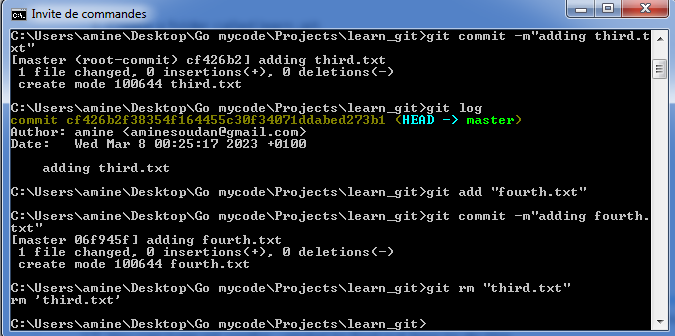 Invite de commandes
C:\Users\amine\Desktop\Go mycode\Projects\learn_git>git commit -m"adding third.t
xt"
[master (root-commit) cf426b2] adding third.txt
 1 file changed, 0 insertions(+), 0 deletions(-)
 create mode 100644 third.txt
C:\Users\amine\Desktop\Go mycode\Projects\learn_git>git log
commit cf426b2f38354f164455c30f34071ddabed273b1 (HEAD -> master)
Author: amine <aminesoudan@gmail.com>
Date:   Wed Mar 8 00:25:17 2023 +0100
    adding third.txt
C:\Users\amine\Desktop\Go mycode\Projects\learn_git>git add "fourth.txt"
C:\Users\amine\Desktop\Go mycode\Projects\learn_git>git commit -m"adding fourth.
txt"
[master 06f945f] adding fourth.txt
 1 file changed, 0 insertions(+), 0 deletions(-)
 create mode 100644 fourth.txt
C:\Users\amine\Desktop\Go mycode\Projects\learn_git>git rm "third.txt"
rm 'third.txt'
C:\Users\amine\Desktop\Go mycode\Projects\learn_git>